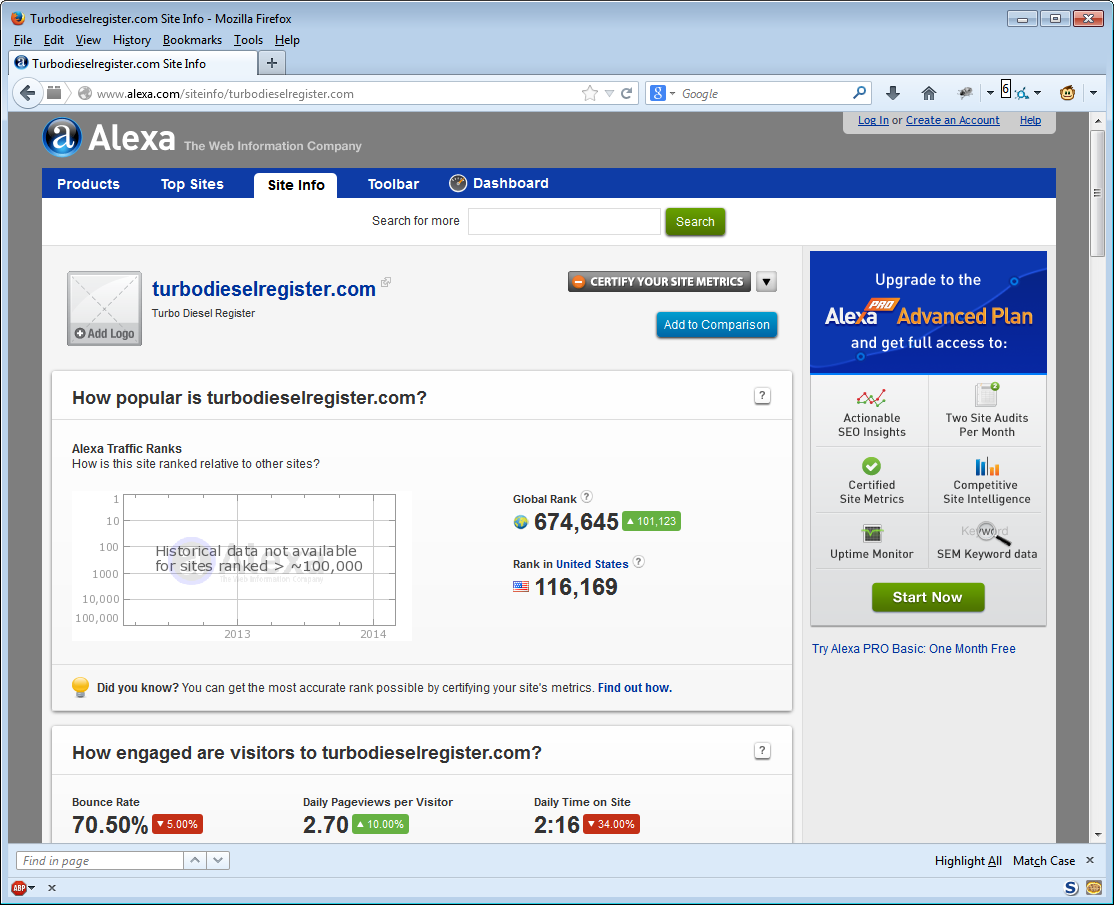 Turbodieselregister.com Site Info - Mozilla Firefox
File Edit View History Bookmarks Tools Help
Turbodieselregister.com Site Info
www.alexa.com/siteinfo/turbodieselregister.com
Google
6
Log In or Create an Account Help
a Alexa The Web Information Company
Products Top Sites Site Info Toolbar Dashboard
Search for more Search
Add Logo
turbodieselregister.com
Turbo Diesel Register
CERTIFY YOUR SITE METRICS
Add to Comparison
How popular is turbodieselregister.com? ?
Alexa Traffic Ranks
How is this site ranked relative to other sites?
1
10
100
1000
10,000
100,000
Historical data not available
for sites ranked > ~100,000
The Web Information Company
2013 2014
Global Rank ?
674,645 101,123
Rank in United States ?
116,169
Did you know? You can get the most accurate rank possible by certifying your site's metrics. Find out how.
How engaged are visitors to turbodieselregister.com? ?
Bounce Rate Daily Pageviews per Visitor Daily Time on Site
70.50% 5.00% 2.70 10.00% 2:16 34.00%
Upgrade to the
Alexa PRO Advanced Plan
and get full access to:
Actionable
SEO Insights
2
Two Site Audits
Per Month
Certified
Site Metrics
Competitive
Site Intelligence
Uptime Monitor
Keyword
SEM Keyword data
Start Now
Try Alexa PRO Basic: One Month Free
Find in page Highlight All Match Case
ABP
S